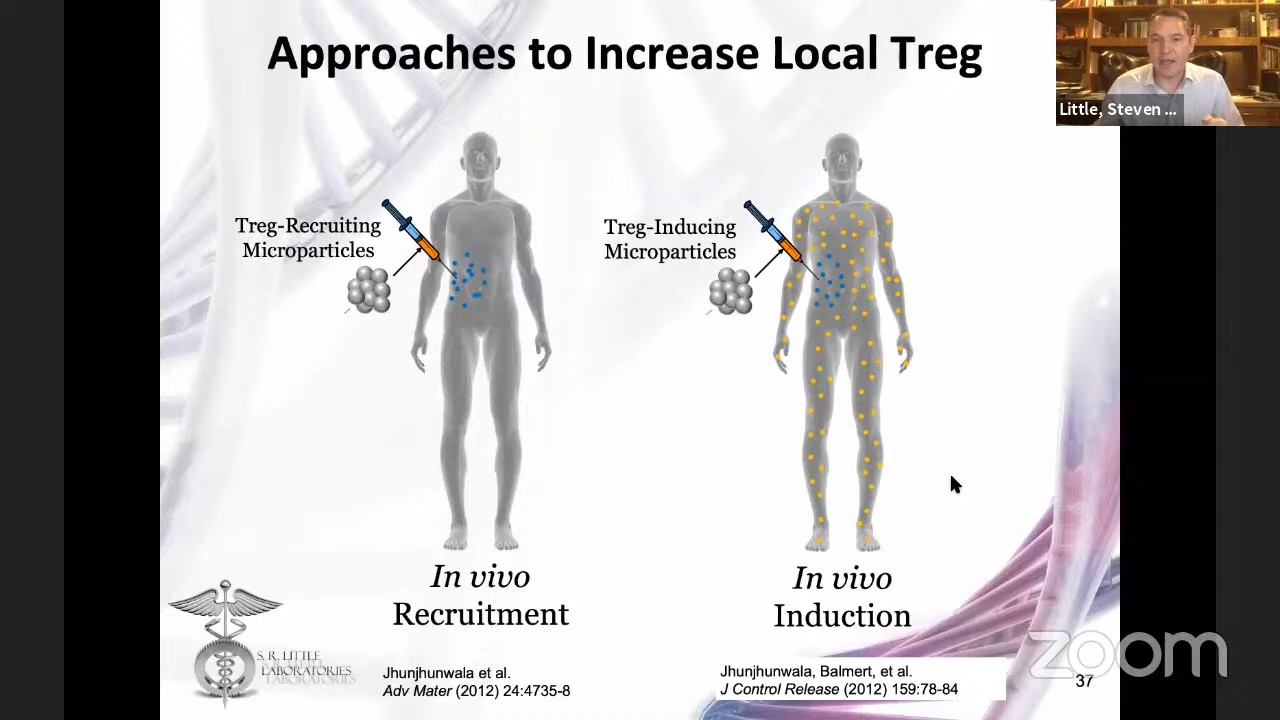 Approaches to Increase Local Treg
Little, Steven ...
Treg-Recruiting
Microparticles
Treg-Inducing
Microparticles
In vivo
Recruitment
In vivo
Induction
S. R. LITTLE
LABORATORIES
Jhunjhunwala et al.
Adv Mater (2012) 24:4735-8
Jhunjhunwala, Balmert, et al.
J Control Release (2012) 159:78-84
zoom
37